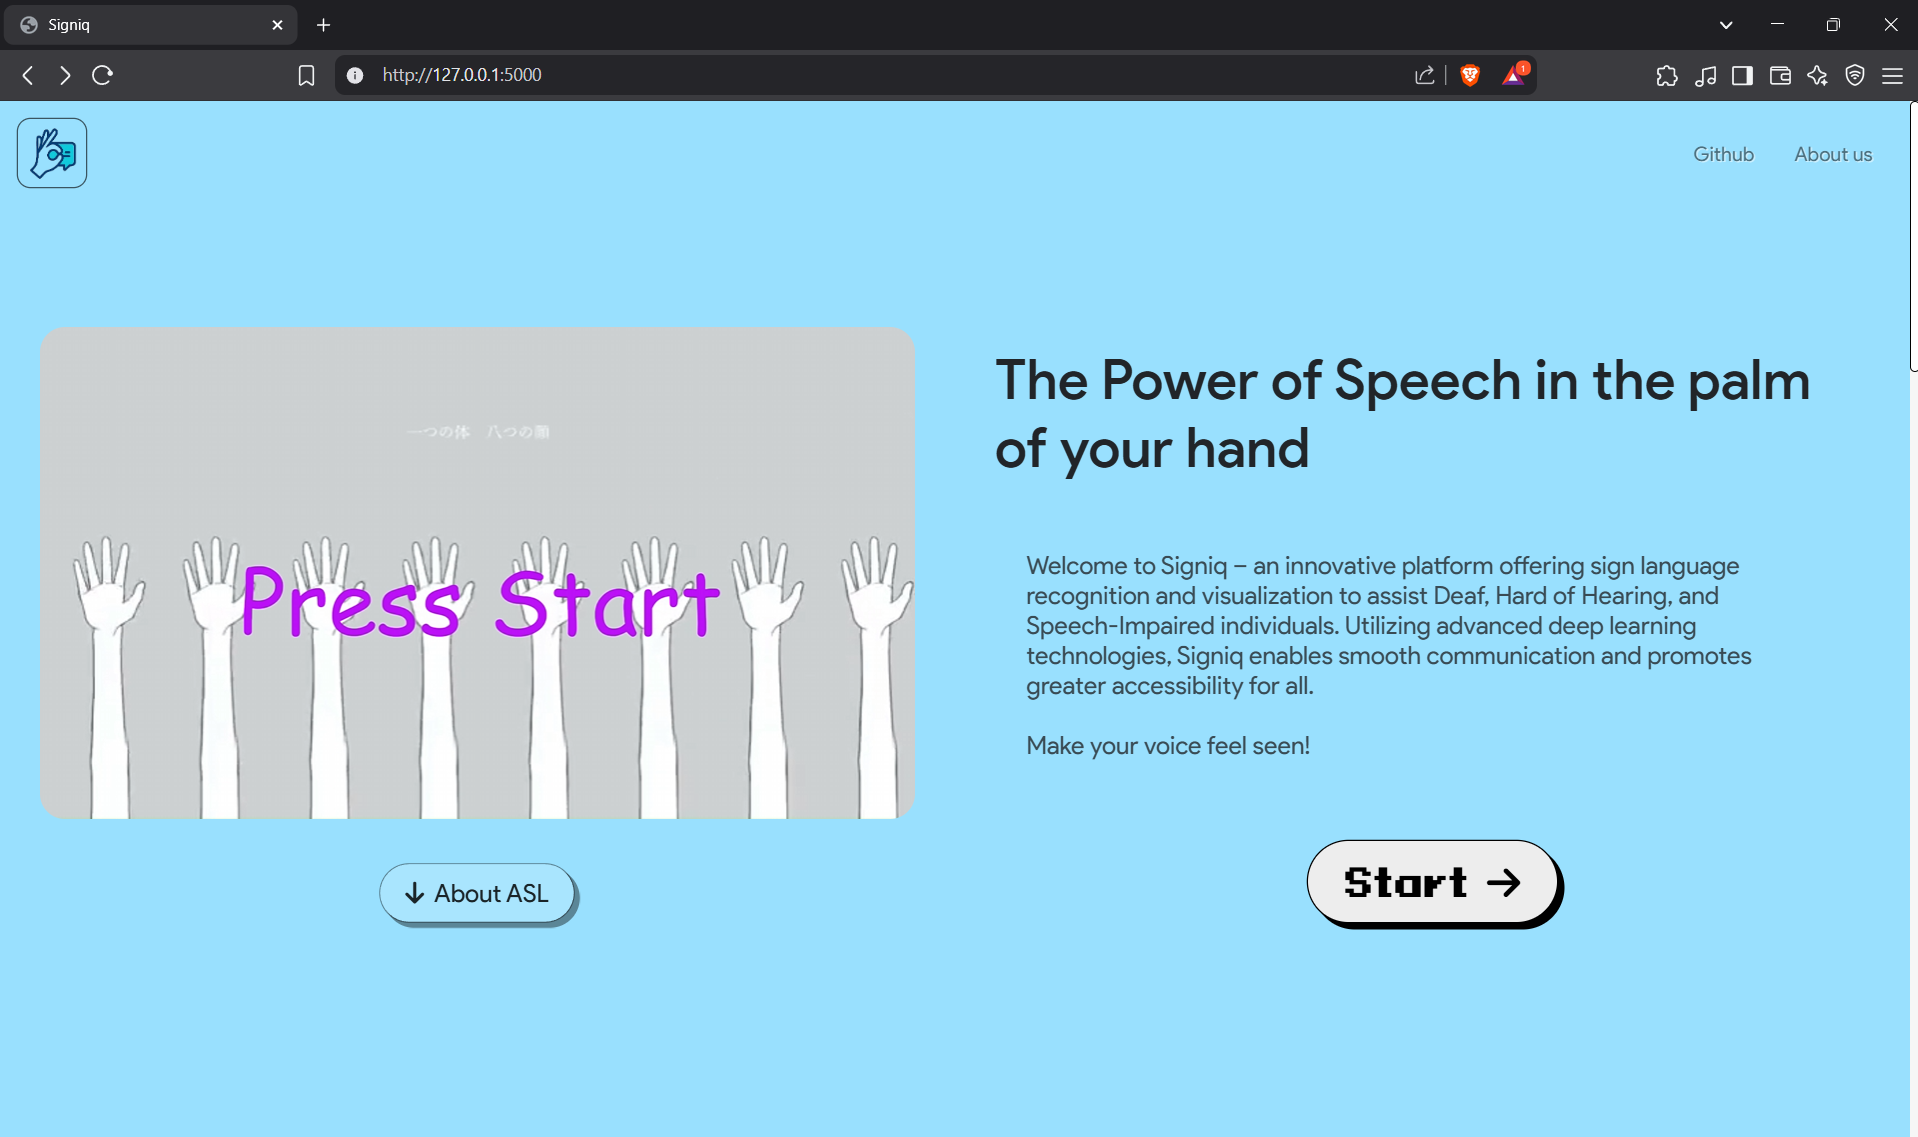 Signiq
http://127.0.0.1:5000
1
Github
About us
一つの体 八つの顔
Press Start
The Power of Speech in the palm
of your hand
Welcome to Signiq – an innovative platform offering sign language
recognition and visualization to assist Deaf, Hard of Hearing, and
Speech-Impaired individuals. Utilizing advanced deep learning
technologies, Signiq enables smooth communication and promotes
greater accessibility for all.
Make your voice feel seen!
About ASL
Start